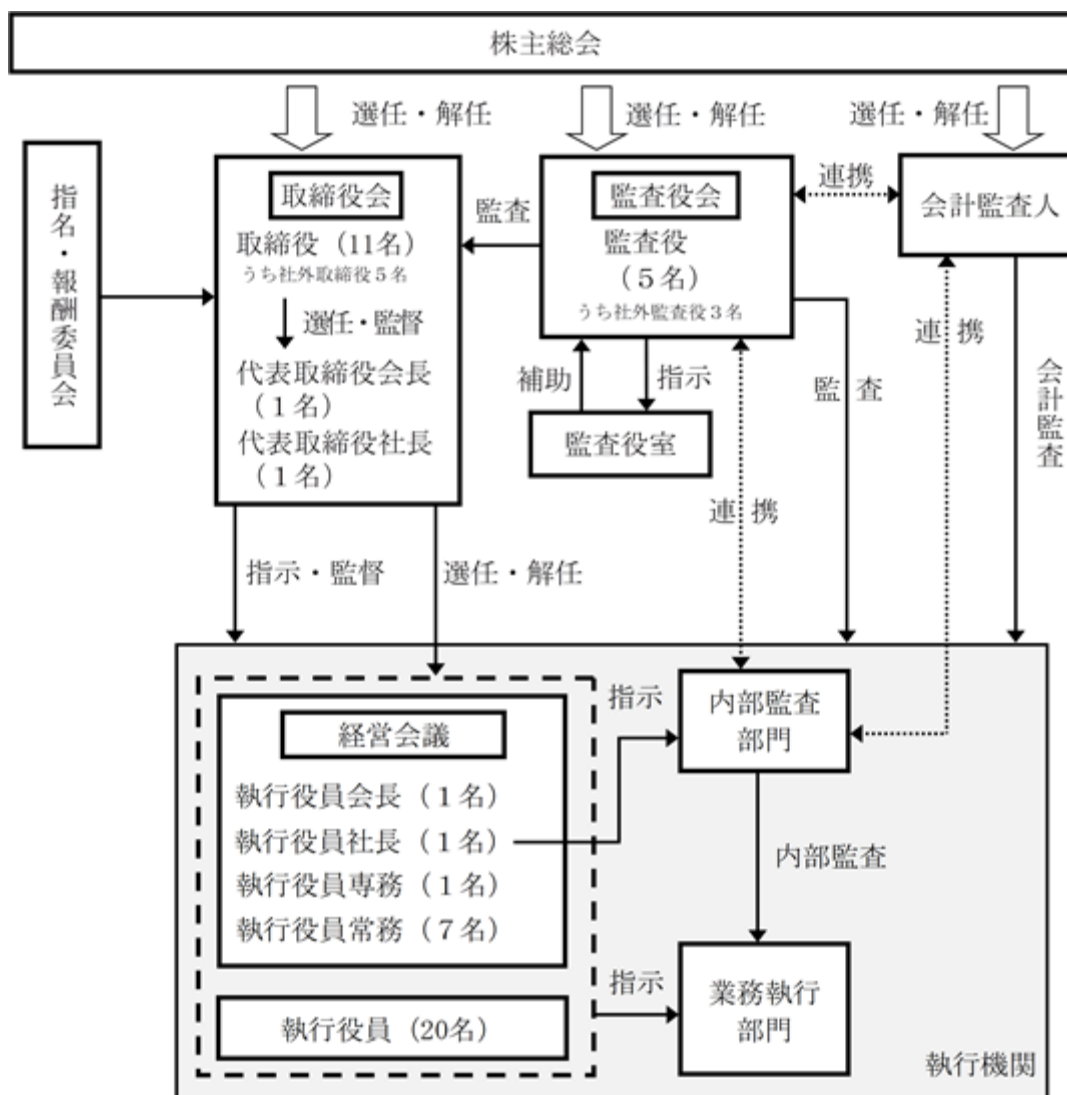 株主総会
選任・解任
選任・解任
選任・解任
指名・報酬委員会
取締役会
取締役（11名）
うち社外取締役５名
選任・監督
代表取締役会長
（１名）
代表取締役社長
（１名）
監査
監査役会
監査役
（５名）
うち社外監査役３名
連携
会計監査人
補助
指示
監査役室
連携
監査
連携
会計監査
指示・監督
選任・解任
経営会議
執行役員会長（１名）
執行役員社長（１名）
執行役員専務（１名）
執行役員常務（７名）
執行役員（20名）
指示
内部監査
部門
内部監査
指示
業務執行
部門
執行機関